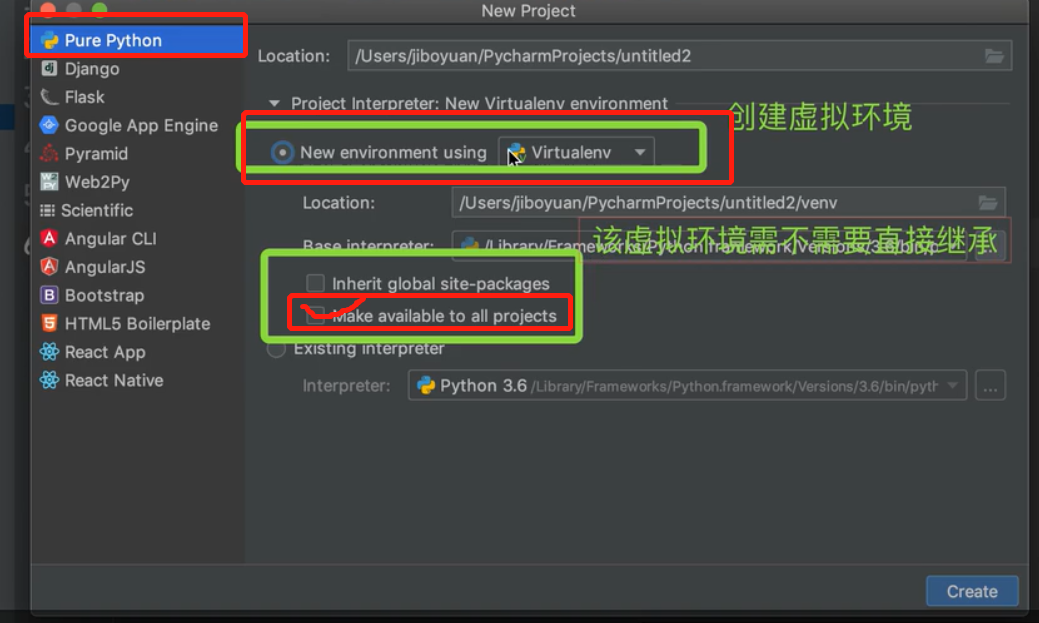 New Project
Pure Python
Django
Flask
Google App Engine
Pyramid
Web2Py
Scientific
Angular CLI
AngularJS
Bootstrap
HTML5 Boilerplate
React App
React Native
Location: /Users/jiboyuan/PycharmProjects/untitled2
Project Interpreter: New Virtualenv environment
创建虚拟环境
New environment using Virtualenv
Location: /Users/jiboyuan/PycharmProjects/untitled2/venv
Base interpreter: /Library/Frameworks/Python.framework/Versions/3.6/bin/p
该虚拟环境需不需要直接继承
Inherit global site-packages
Make available to all projects
Existing interpreter
Interpreter: Python 3.6 /Library/Frameworks/Python.framework/Versions/3.6/bin/pyth ...
Create